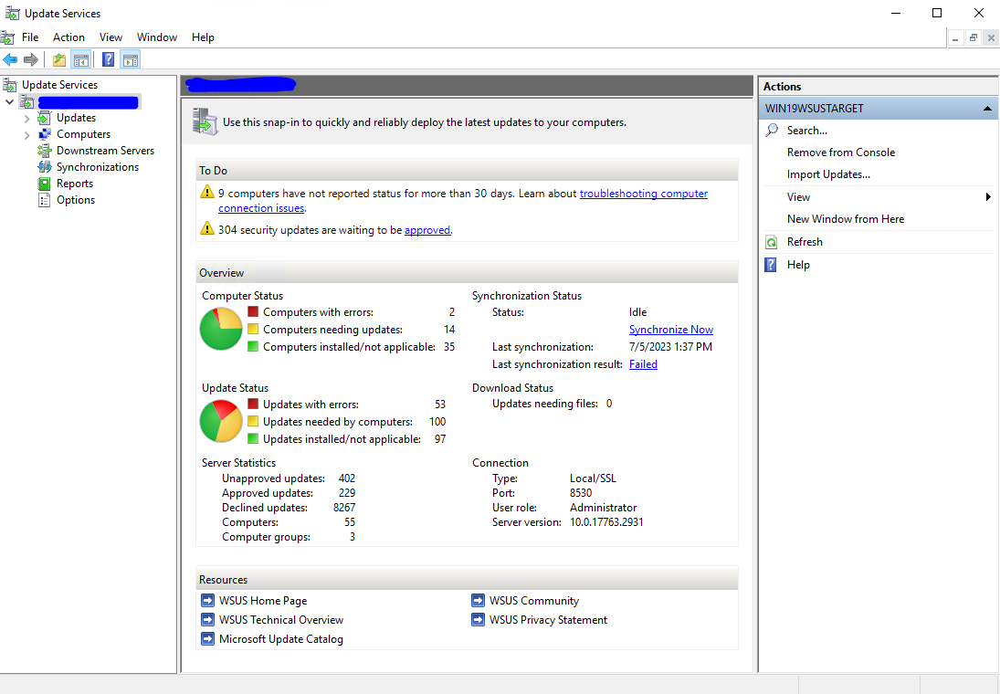 Update Services
File Action View Window Help
Update Services
Updates
Computers
Downstream Servers
Synchronizations
Reports
Options
Use this snap-in to quickly and reliably deploy the latest updates to your computers.
To Do
9 computers have not reported status for more than 30 days. Learn about troubleshooting computer
connection issues.
304 security updates are waiting to be approved.
Overview
Computer Status
Computers with errors: 2
Computers needing updates: 14
Computers installed/not applicable: 35
Synchronization Status
Status: Idle
Synchronize Now
Last synchronization: 7/5/2023 1:37 PM
Last synchronization result: Failed
Update Status
Updates with errors: 53
Updates needed by computers: 100
Updates installed/not applicable: 97
Download Status
Updates needing files: 0
Server Statistics
Unapproved updates: 402
Approved updates: 229
Declined updates: 8267
Computers: 55
Computer groups: 3
Connection
Type: Local/SSL
Port: 8530
User role: Administrator
Server version: 10.0.17763.2931
Resources
WSUS Home Page
WSUS Technical Overview
Microsoft Update Catalog
WSUS Community
WSUS Privacy Statement
Actions
WIN19WSUSTARGET
Search...
Remove from Console
Import Updates...
View
New Window from Here
Refresh
Help